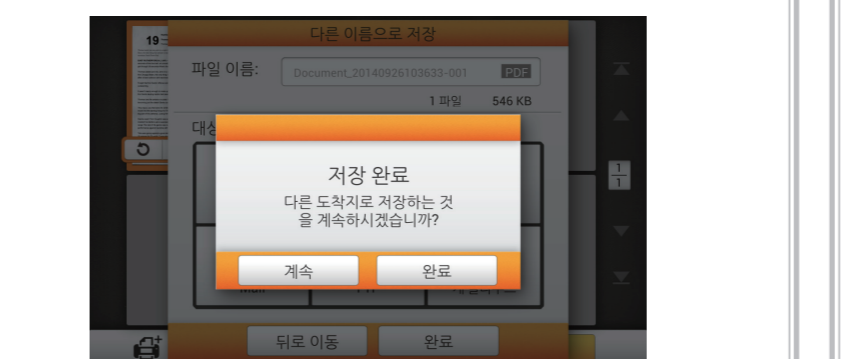 19
다른 이름으로 저장
파일 이름:
Document_20140926103633-001
PDF
1 파일 546 KB
저장 완료
다른 도착지로 저장하는 것
을 계속하시겠습니까?
1
1
계속 완료
뒤로 이동 완료